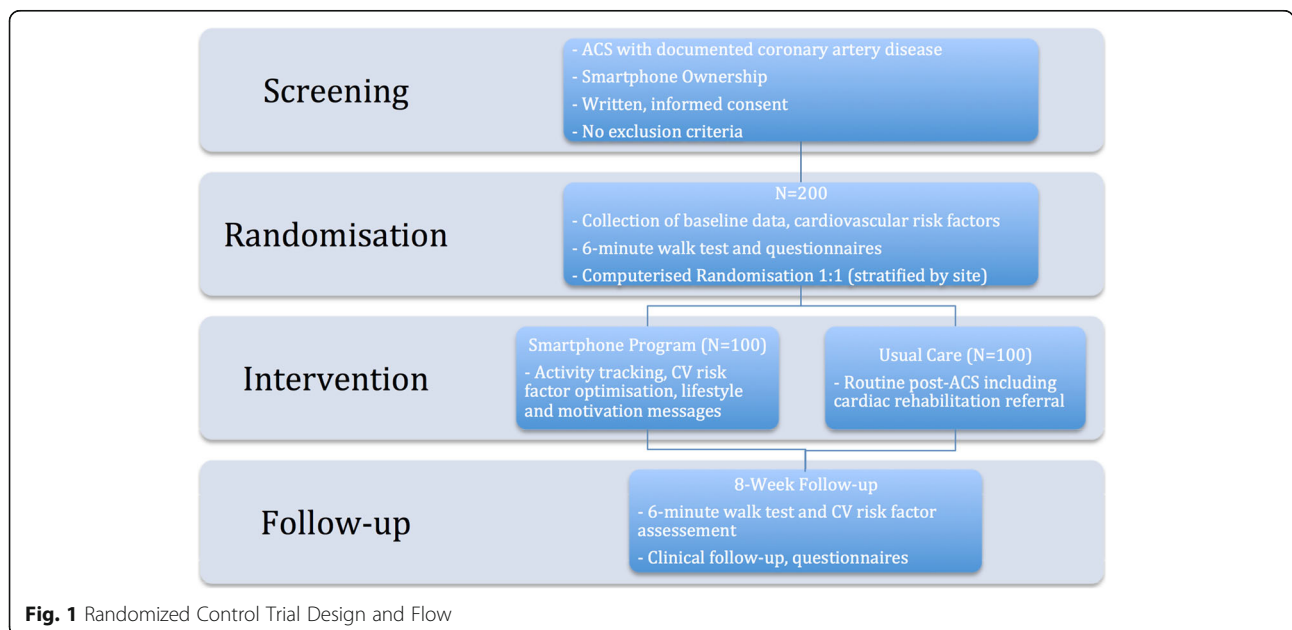 Screening
- ACS with documented coronary artery disease
- Smartphone Ownership
- Written, informed consent
- No exclusion criteria
Randomisation
N=200
- Collection of baseline data, cardiovascular risk factors
- 6-minute walk test and questionnaires
- Computerised Randomisation 1:1 (stratified by site)
Intervention
Smartphone Program (N=100)
- Activity tracking, CV risk
factor optimisation, lifestyle
and motivation messages
Usual Care (N=100)
- Routine post-ACS including
cardiac rehabilitation referral
Follow-up
8-Week Follow-up
- 6-minute walk test and CV risk factor
assessement
- Clinical follow-up, questionnaires
Fig. 1 Randomized Control Trial Design and Flow